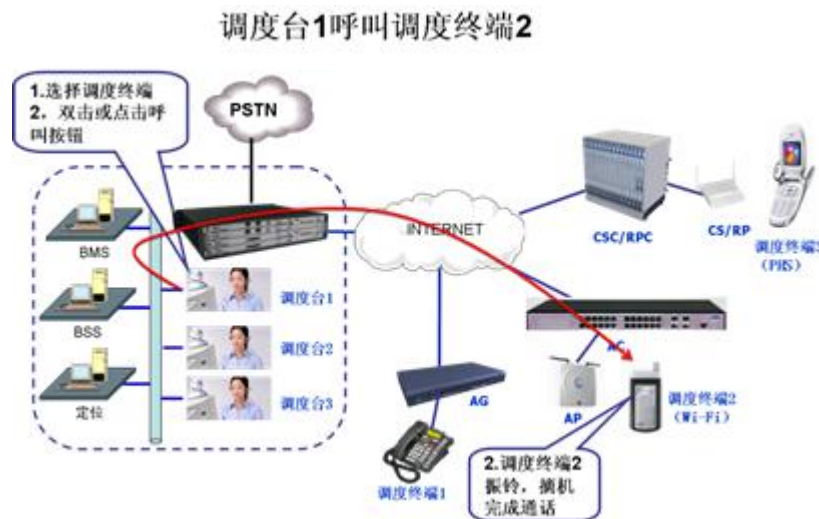 调度台1呼叫调度终端2
1.选择调度终端
2，双击或点击呼
叫按钮
PSTN
BMS
BSS
定位
调度台1
调度台2
调度台3
INTERNET
CSC/RPC
CS/RP
调度终端3
(PHS)
AC
AP
调度终端2
(Wi-Fi)
AG
调度终端1
2.调度终端2
振铃，摘机
完成通话